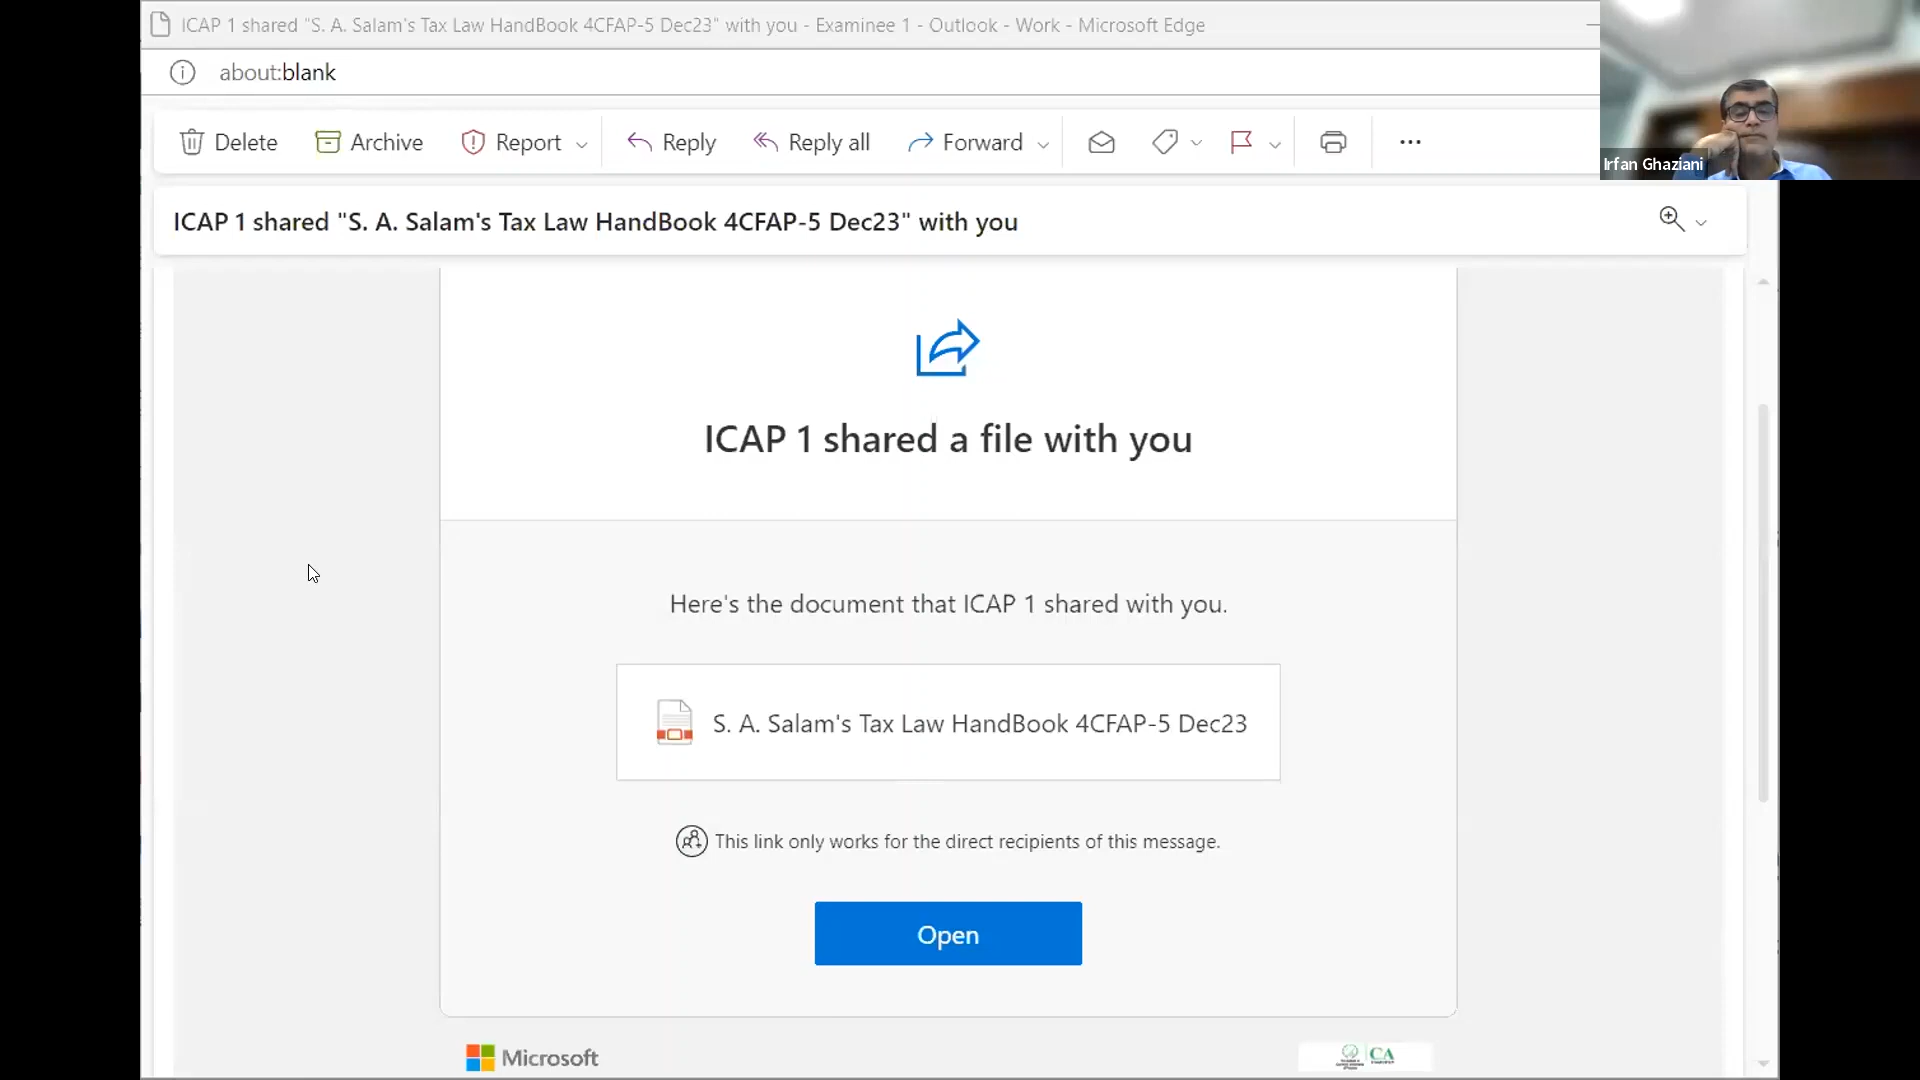 ICAP 1 shared "S. A. Salam's Tax Law HandBook 4CFAP-5 Dec23" with you - Examinee 1 - Outlook - Work - Microsoft Edge
about:blank
Delete Archive Report Reply Reply all Forward
Irfan Ghaziani
ICAP 1 shared "S. A. Salam's Tax Law HandBook 4CFAP-5 Dec23" with you
ICAP 1 shared a file with you
Here's the document that ICAP 1 shared with you.
S. A. Salam's Tax Law HandBook 4CFAP-5 Dec23
This link only works for the direct recipients of this message.
Open
Microsoft
CA